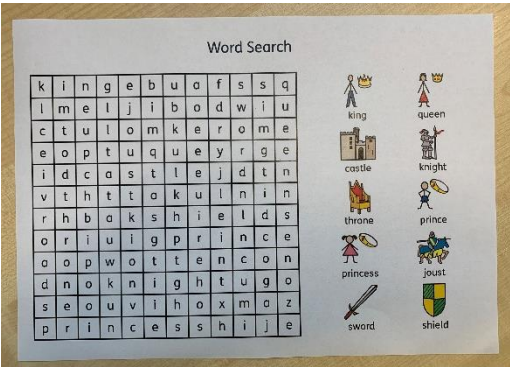 Word Search
k i n g e b u a f s s q
l m e l j i b o d w i u
c t u l o m k e r o m e
e o p t u q u e y r g e
i d c a s t l e j d t n
v t h t t a k u l n i n
r h b a k s h i e l d s
o r i u i g p r i n c e
a o p w o t t e n c o n
d n o k n i g h t u g o
s e o u v i h o x m a z
p r i n c e s s h i j e
king queen
castle knight
throne prince
princess joust
sword shield